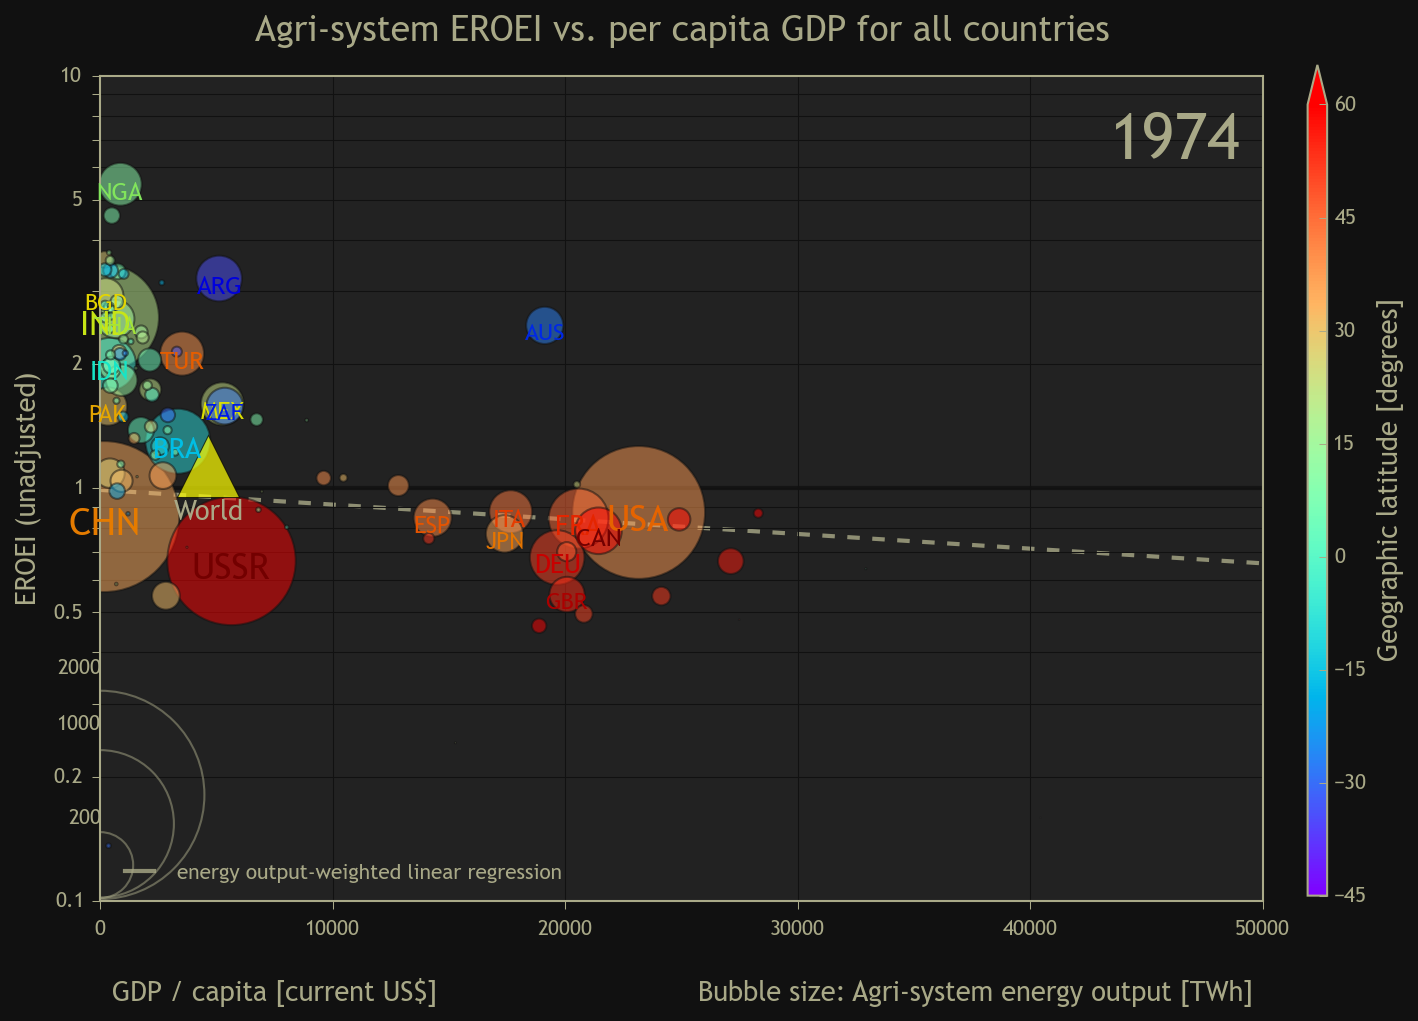 Agri-system EROEI vs. per capita GDP for all countries
1974
EROEI (unadjusted)
10
5
2
1
0.5
0.2
0.1
NGA
ARG
BGD
IND
AUS
TUR
IDN
PAK
MEX
ZAF
BRA
World
CHN
USSR
ESP
ITA
JPN
FRA
USA
CAN
DEU
GBR
2000
1000
200
energy output-weighted linear regression
0
10000
20000
30000
40000
50000
GDP / capita [current US$]
Bubble size: Agri-system energy output [TWh]
60
45
30
15
0
−15
−30
−45
Geographic latitude [degrees]